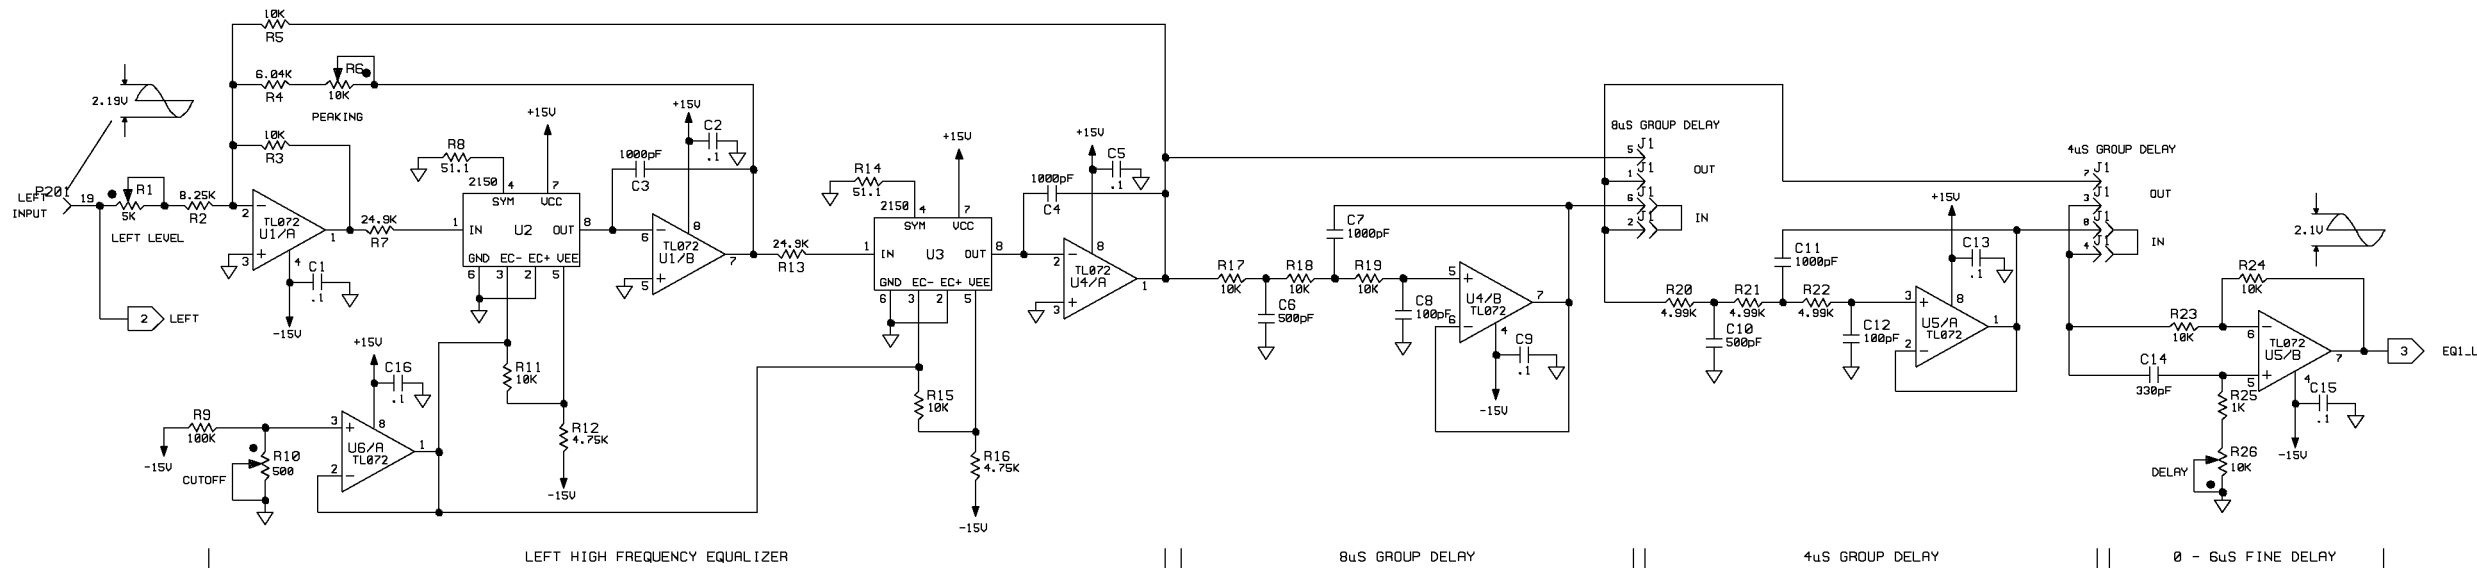 10K
R5
6.04K
R4
R6
10K
PEAKING
2.19V
10K
R3
P201
LEFT
INPUT
19
R1
5K
LEFT LEVEL
8.25K
R2
2
TL072
U1/A
3
1
4
C1
.1
-15V
2
LEFT
24.9K
R7
R8
51.1
2150
4
+15V
7
SYM
VCC
1
IN
U2
OUT
8
GND
EC-
EC+
VEE
6
3
2
5
1000pF
C3
+15V
C2
.1
8
6
TL072
U1/B
5
7
24.9K
R13
R14
51.1
2150
4
+15V
7
SYM
VCC
1
IN
U3
OUT
8
GND
EC-
EC+
VEE
6
3
2
5
1000pF
C4
+15V
C5
.1
8
2
TL072
U4/A
3
1
R11
10K
R12
4.75K
-15V
R15
10K
R16
4.75K
-15V
+15V
C16
.1
R9
100K
-15V
R10
500
CUTOFF
3
8
U6/A
TL072
2
1
R17
10K
C6
500pF
R18
10K
C7
1000pF
R19
10K
C8
100pF
5
U4/B
TL072
6
7
4
C9
.1
-15V
8uS GROUP DELAY
J1
5
J1
1
OUT
J1
6
J1
2
IN
R20
4.99K
C10
500pF
R21
4.99K
C11
1000pF
R22
4.99K
C12
100pF
+15V
C13
.1
3
8
U5/A
TL072
2
1
4uS GROUP DELAY
J1
7
J1
3
OUT
J1
8
J1
4
IN
2.1V
R24
10K
R23
10K
C14
330pF
6
TL072
U5/B
5
7
4
C15
.1
-15V
R25
1K
R26
10K
DELAY
3
EQ1_L
LEFT HIGH FREQUENCY EQUALIZER
8uS GROUP DELAY
4uS GROUP DELAY
0 - 6uS FINE DELAY